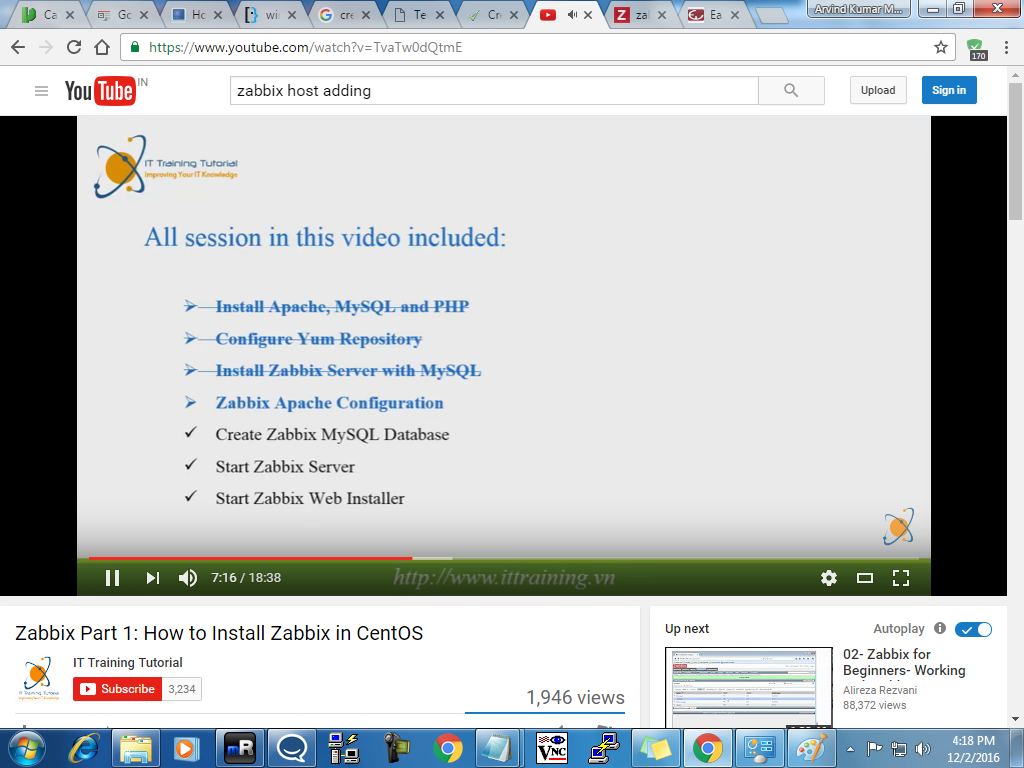 Ca
Go
Ho
wi
cre
Te
Cre
zal
Ea
Arvind Kumar M...
https://www.youtube.com/watch?v=TvaTw0dQtmE
170
YouTube IN
zabbix host adding
Upload
Sign in
IT Training Tutorial
Improving Your IT Knowledge
All session in this video included:
Install Apache, MySQL and PHP
Configure Yum Repository
Install Zabbix Server with MySQL
Zabbix Apache Configuration
Create Zabbix MySQL Database
Start Zabbix Server
Start Zabbix Web Installer
7:16 / 18:38
http://www.ittraining.vn
Zabbix Part 1: How to Install Zabbix in CentOS
IT Training Tutorial
Subscribe 3,234
1,946 views
Up next
Autoplay
02- Zabbix for
Beginners- Working
Alireza Rezvani
88,372 views
mR
VNC
4:18 PM
12/2/2016